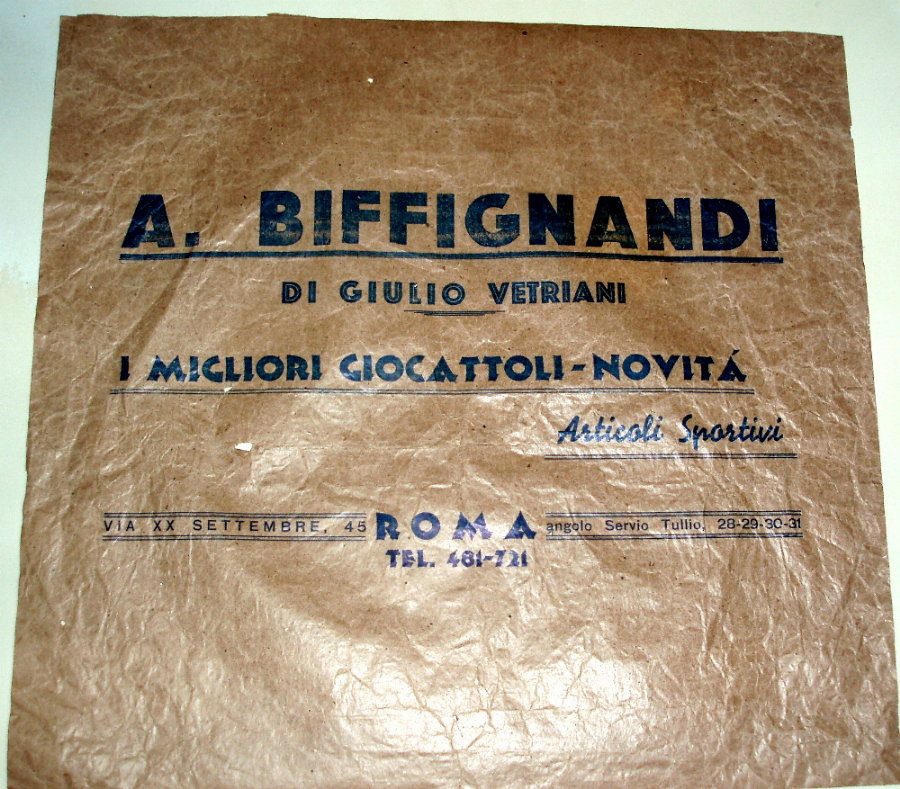 A. BIFFIGNANDI
DI GIULIO VETRIANI
I MIGLIORI GIOCATTOLI - NOVITÁ
Articoli Sportivi
VIA XX SETTEMBRE, 45 ROMA angolo Servio Tullio, 28-29-30-31
TEL. 481-721